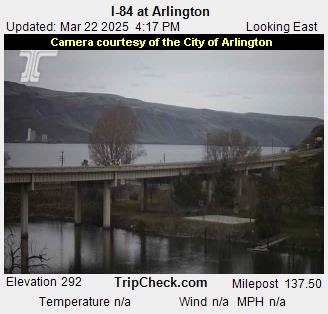 I-84 at Arlington
Updated: Mar 22 2025 4:17 PM Looking East
Camera courtesy of the City of Arlington
Elevation 292 TripCheck.com Milepost 137.50
Temperature n/a Wind n/a MPH n/a